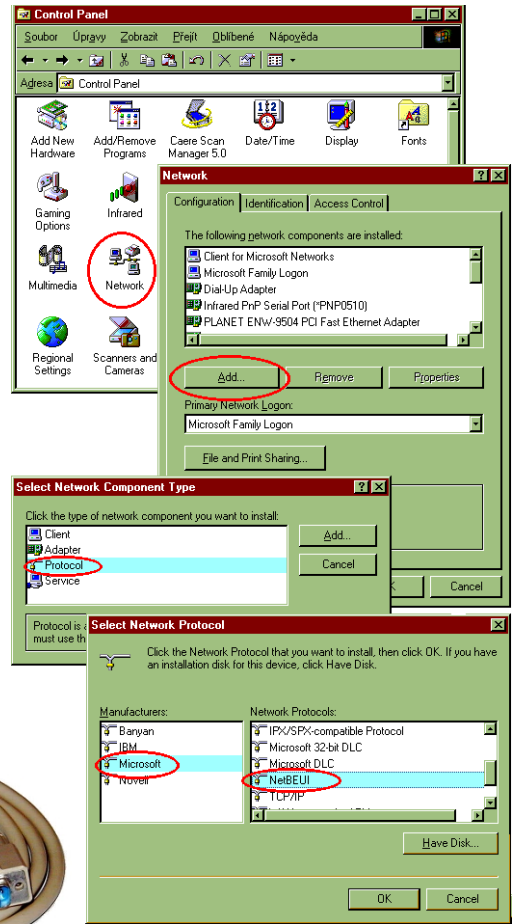 Control Panel
Soubor Úpravy Zobrazit Přejít Oblíbené Nápověda
Adresa Control Panel
Add New Hardware
Add/Remove Programs
Caere Scan Manager 5.0
Date/Time
Display
Fonts
Gaming Options
Infrared
Multimedia
Network
Regional Settings
Scanners and Cameras
Network
Configuration Identification Access Control
The following network components are installed:
Client for Microsoft Networks
Microsoft Family Logon
Dial-Up Adapter
Infrared PnP Serial Port (*PNP0510)
PLANET ENW-9504 PCI Fast Ethernet Adapter
Add... Remove Properties
Primary Network Logon:
Microsoft Family Logon
File and Print Sharing...
Cancel
Select Network Component Type
Click the type of network component you want to install:
Client
Adapter
Protocol
Service
Add...
Cancel
Protocol is
must use th
Select Network Protocol
Click the Network Protocol that you want to install, then click OK. If you have
an installation disk for this device, click Have Disk.
Manufacturers:
Banyan
IBM
Microsoft
Novell
Network Protocols:
IPX/SPX-compatible Protocol
Microsoft 32-bit DLC
Microsoft DLC
NetBEUI
TCP/IP
Have Disk...
OK Cancel